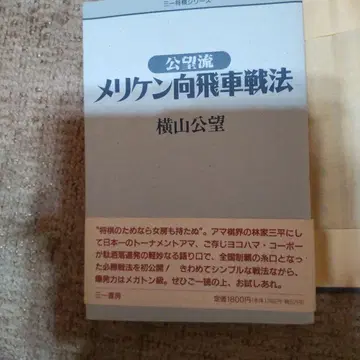 三一将棋シリーズ
公望流
メリケン向飛車戦法
横山公望
"将棋のためなら女房も持たぬ"。アマ棋界の林家三平にし
て日本一のトーナメントアマ、ご存じヨコハマ・コーボー
が駄洒落連発の軽妙なる語り口で、全国制覇の糸口となっ
た必勝戦法を初公開! きわめてシンプルな戦法ながら、
爆発力はメガトン級。ぜひご一読の上、お試しあれ。
三一書房
定価1800円